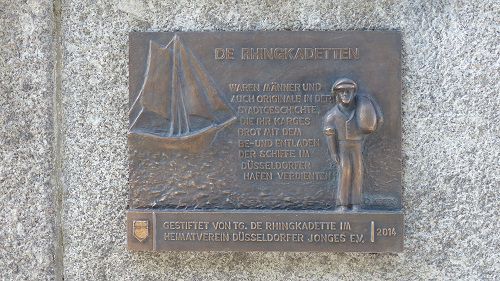 DE RHINGKADETTEN
WAREN MÄNNER UND
AUCH ORIGINALE IN DER
STADTGESCHICHTE,
DIE IHR KARGES
BROT MIT DEM
BE-UND ENTLADEN
DER SCHIFFE IM
DÜSSELDORFER
HAFEN VERDIENTEN
GESTIFTET VON TG. DE RHINGKADETTE IM
HEIMATVEREIN DÜSSELDORFER JONGES E.V.
2014